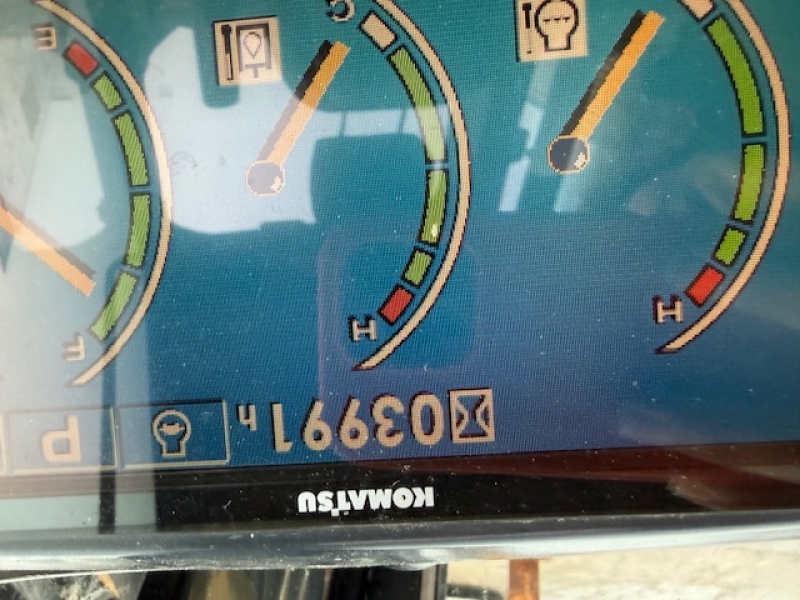 KOMATSU
03991 h P
H H F
C E